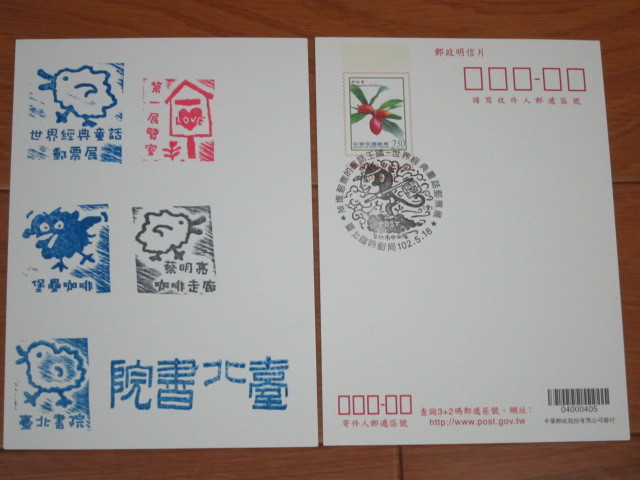 世界經典童話
郵票展
第一展覽室
堡壘咖啡
蔡明亮
咖啡走廊
臺北書院
臺北書院
郵政明信片
請寫收件人郵遞區號
中華民國郵票
250
102.5.18
寄件人郵遞區號
查詢3+2碼郵遞區號,網址:
http://www.post.gov.tw
04000405
中華郵政股份有限公司發行